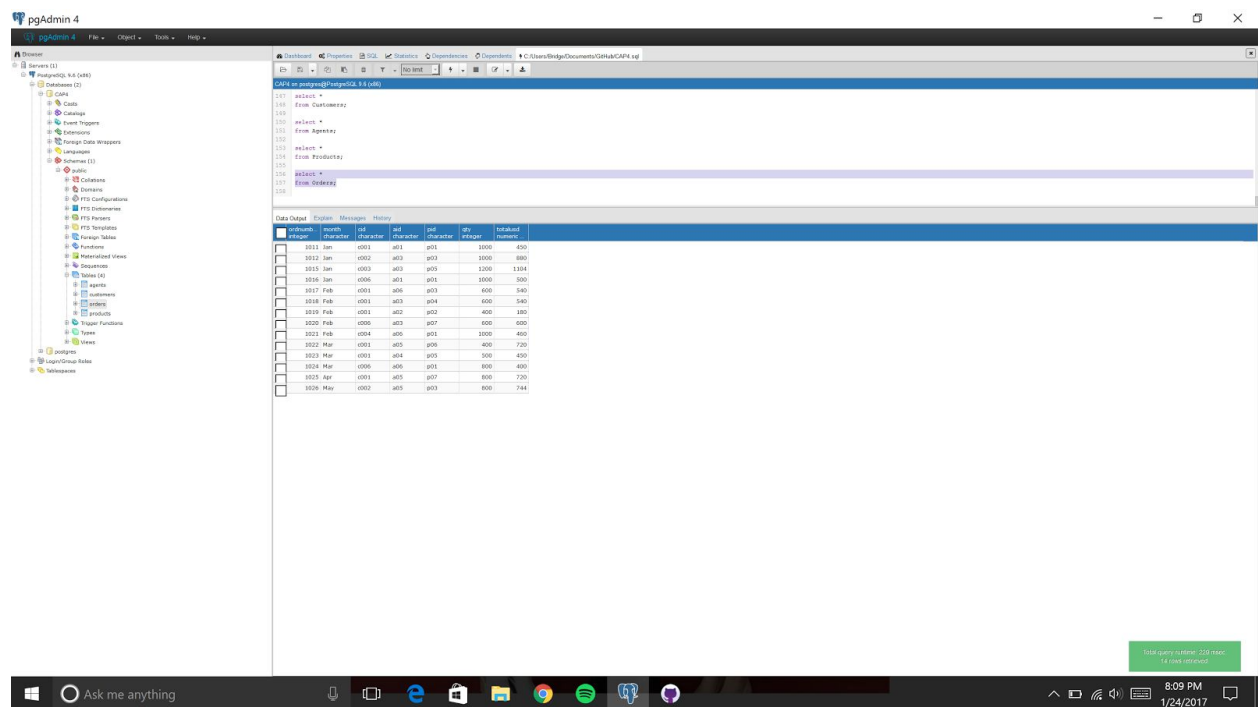 pgAdmin 4
pgAdmin 4 File Object Tools Help
Browser
Servers (1)
PostgreSQL 9.6 (x86)
Databases (2)
CAP4
Casts
Catalogs
Event Triggers
Extensions
Foreign Data Wrappers
Languages
Schemas (1)
public
Collations
Domains
FTS Configurations
FTS Dictionaries
FTS Parsers
FTS Templates
Foreign Tables
Functions
Materialized Views
Sequences
Tables (4)
agents
customers
orders
products
Trigger Functions
Types
Views
postgres
Login/Group Roles
Tablespaces
Dashboard Properties SQL Statistics Dependencies Dependents C:/Users/Bridge/Documents/GitHub/CAP4.sql
No limit
CAP4 on postgres@PostgreSQL 9.6 (x86)
147 select *
148 from Customers;
149
150 select *
151 from Agents;
152
153 select *
154 from Products;
155
156 select *
157 from Orders;
158
Data Output Explain Messages History
ordnumb.. month cid aid pid qty totalusd
integer character character character character integer numeric ...
1011 Jan c001 a01 p01 1000 450
1012 Jan c002 a03 p03 1000 880
1015 Jan c003 a03 p05 1200 1104
1016 Jan c006 a01 p01 1000 500
1017 Feb c001 a06 p03 600 540
1018 Feb c001 a03 p04 600 540
1019 Feb c001 a02 p02 400 180
1020 Feb c006 a03 p07 600 600
1021 Feb c004 a06 p01 1000 460
1022 Mar c001 a05 p06 400 720
1023 Mar c001 a04 p05 500 450
1024 Mar c006 a06 p01 800 400
1025 Apr c001 a05 p07 800 720
1026 May c002 a05 p03 800 744
Total query runtime: 229 msec.
14 rows retrieved.
Ask me anything
8:09 PM
1/24/2017